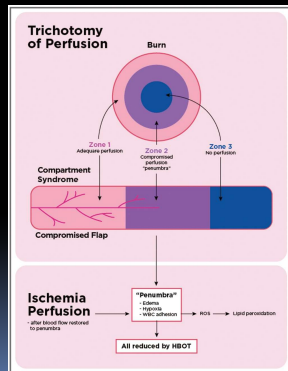 Trichotomy
of Perfusion
Burn
Zone 1
Adequare perfusion
Zone 2
Compromised
perfusion
"penumbra"
Zone 3
No perfusion
Compartment
Syndrome
Compromised Flap
Ischemia
Perfusion
- after blood flow restored
to penumbra
"Penumbra"
- Edema
- Hypoxia
- WBC adhesion
ROS
Lipid peroxidation
All reduced by HBOT